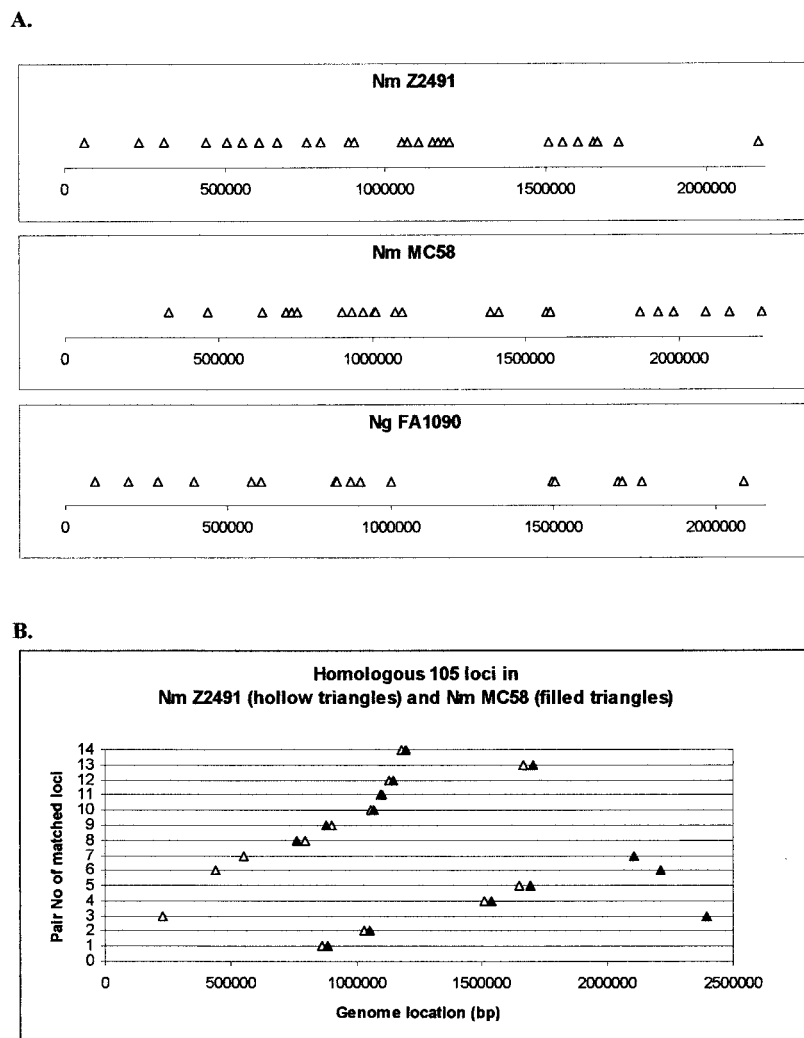 A.
Nm Z2491
0 500000 1000000 1500000 2000000
Nm MC58
0 500000 1000000 1500000 2000000
Ng FA1090
0 500000 1000000 1500000 2000000
B.
Homologous 105 loci in
Nm Z2491 (hollow triangles) and Nm MC58 (filled triangles)
Pair No of matched loci
14
13
12
11
10
9
8
7
6
5
4
3
2
1
0
0 500000 1000000 1500000 2000000 2500000
Genome location (bp)